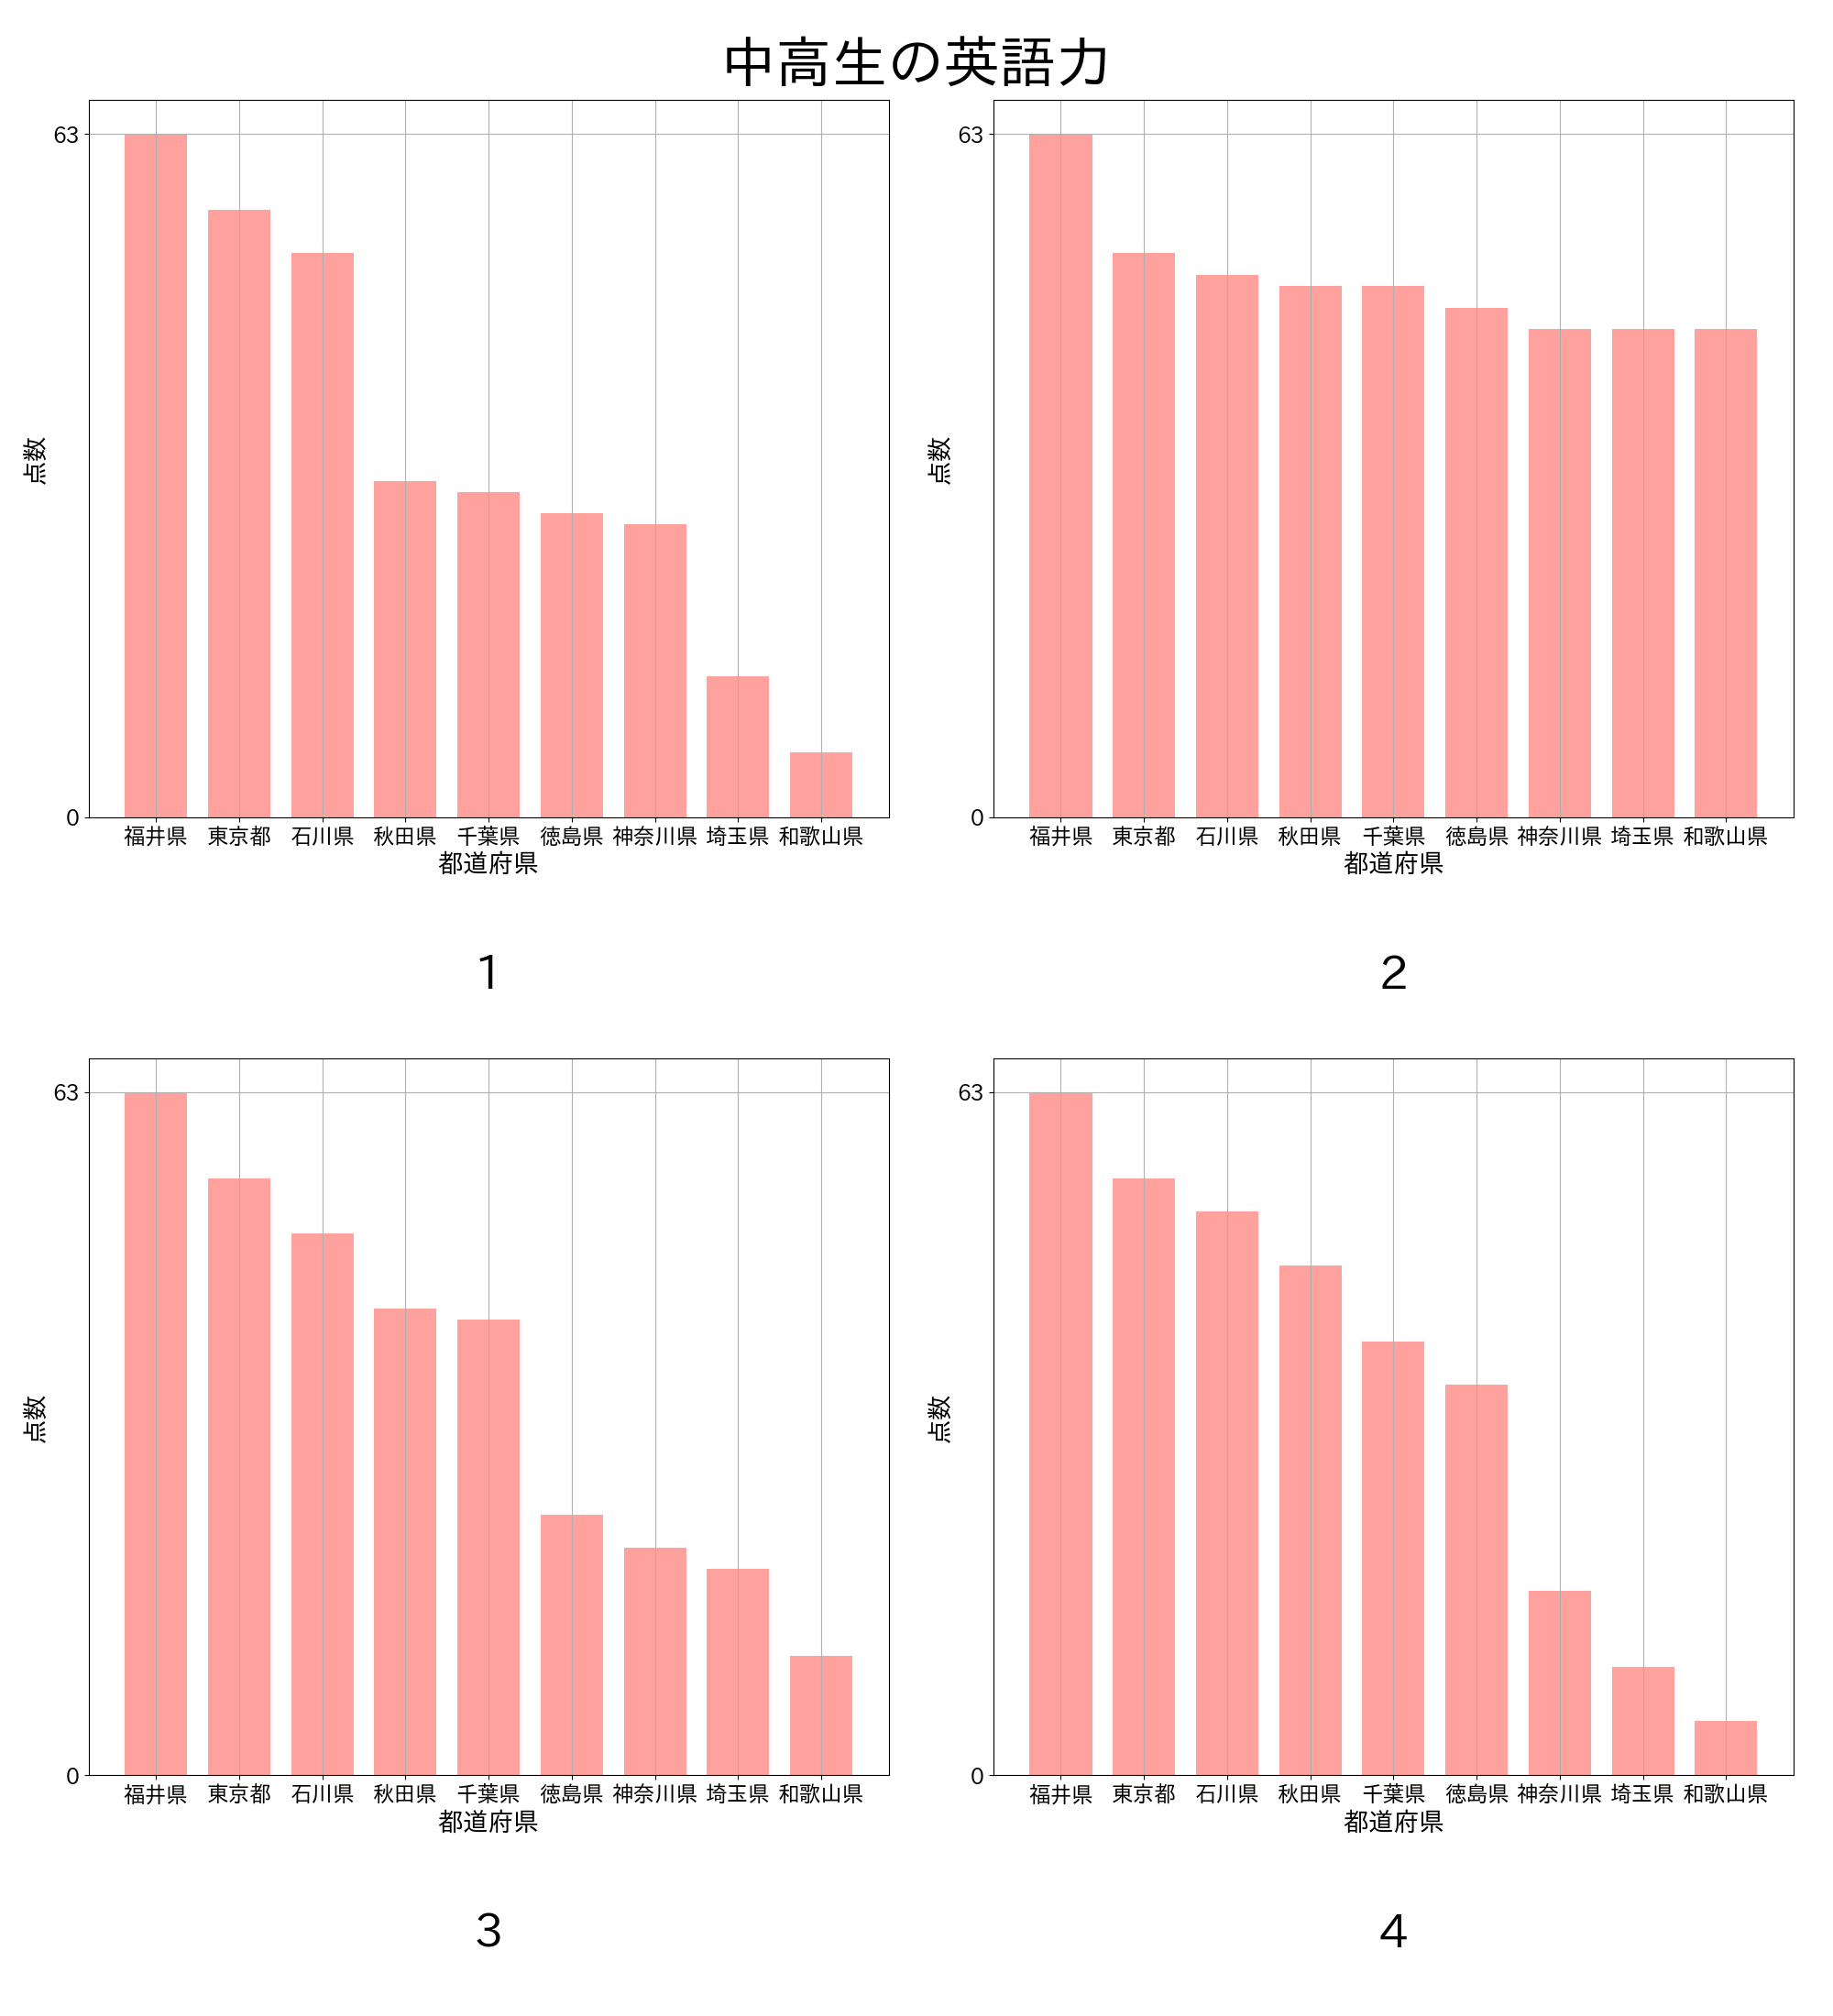 中高生の英語力
63
0
点数
福井県 東京都 石川県 秋田県 千葉県 徳島県 神奈川県 埼玉県 和歌山県
都道府県
1
63
0
点数
福井県 東京都 石川県 秋田県 千葉県 徳島県 神奈川県 埼玉県 和歌山県
都道府県
2
63
0
点数
福井県 東京都 石川県 秋田県 千葉県 徳島県 神奈川県 埼玉県 和歌山県
都道府県
3
63
0
点数
福井県 東京都 石川県 秋田県 千葉県 徳島県 神奈川県 埼玉県 和歌山県
都道府県
4